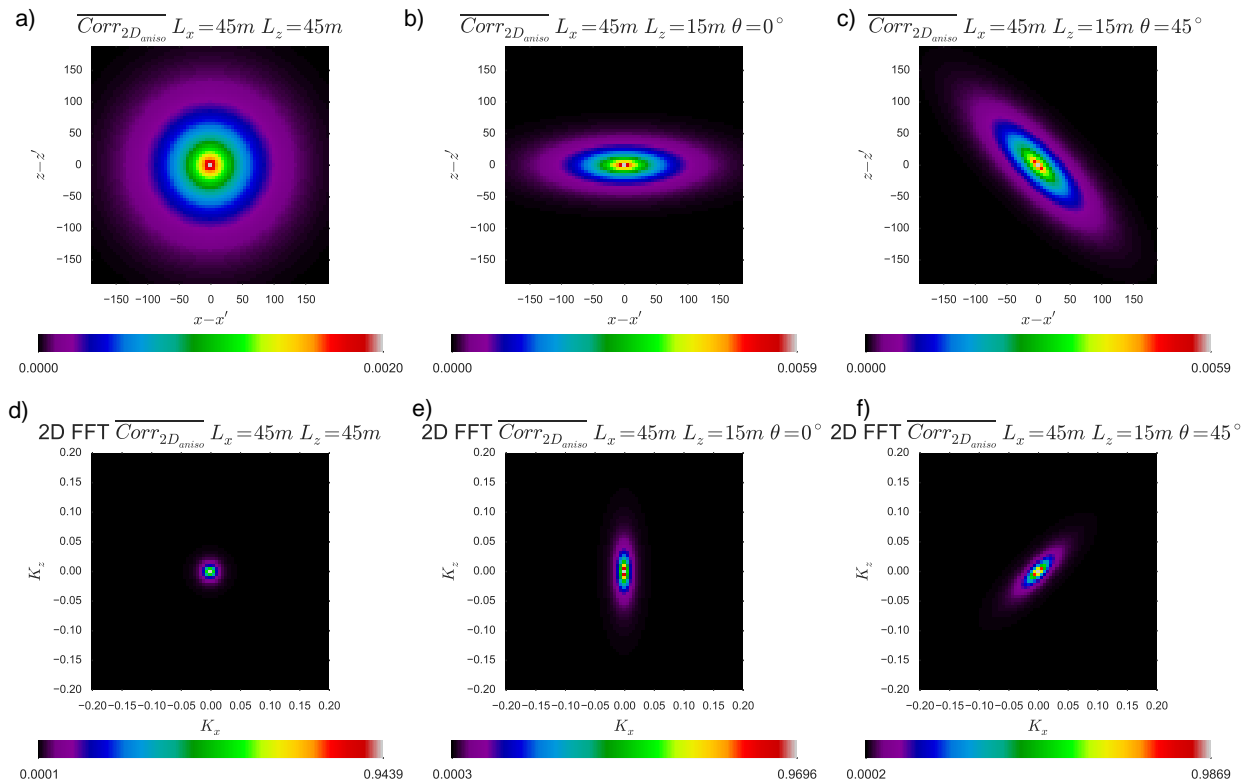 a)
b)
c)
Corr2Daniso Lx=45m Lz=45m
Corr2Daniso Lx=45m Lz=15m θ=0°
Corr2Daniso Lx=45m Lz=15m θ=45°
150
100
50
0
−50
−100
−150
z−z′
−150 −100 −50 0 50 100 150
x−x′
0.0000 0.0020
150
100
50
0
−50
−100
−150
z−z′
−150 −100 −50 0 50 100 150
x−x′
0.0000 0.0059
150
100
50
0
−50
−100
−150
z−z′
−150 −100 −50 0 50 100 150
x−x′
0.0000 0.0059
d)
e)
f)
2D FFT Corr2Daniso Lx=45m Lz=45m
2D FFT Corr2Daniso Lx=45m Lz=15m θ=0°
2D FFT Corr2Daniso Lx=45m Lz=15m θ=45°
0.20
0.15
0.10
0.05
0.00
−0.05
−0.10
−0.15
−0.20
Kz
−0.20 −0.15 −0.10 −0.05 0.00 0.05 0.10 0.15 0.20
Kx
0.0001 0.9439
0.20
0.15
0.10
0.05
0.00
−0.05
−0.10
−0.15
−0.20
Kz
−0.20 −0.15 −0.10 −0.05 0.00 0.05 0.10 0.15 0.20
Kx
0.0003 0.9696
0.20
0.15
0.10
0.05
0.00
−0.05
−0.10
−0.15
−0.20
Kz
−0.20 −0.15 −0.10 −0.05 0.00 0.05 0.10 0.15 0.20
Kx
0.0002 0.9869